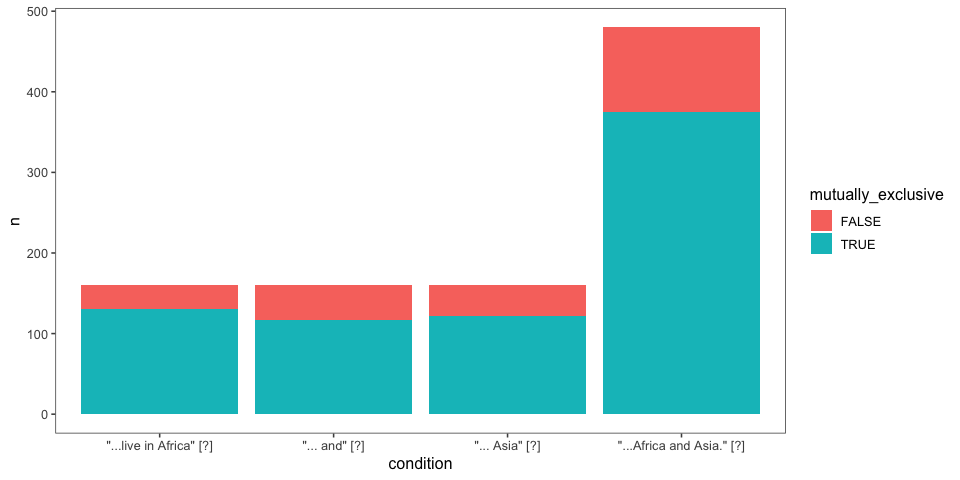 500
400
300
200
100
0
n
"...live in Africa" [?]
"... and" [?]
"... Asia" [?]
"...Africa and Asia." [?]
condition
mutually_exclusive
FALSE
TRUE